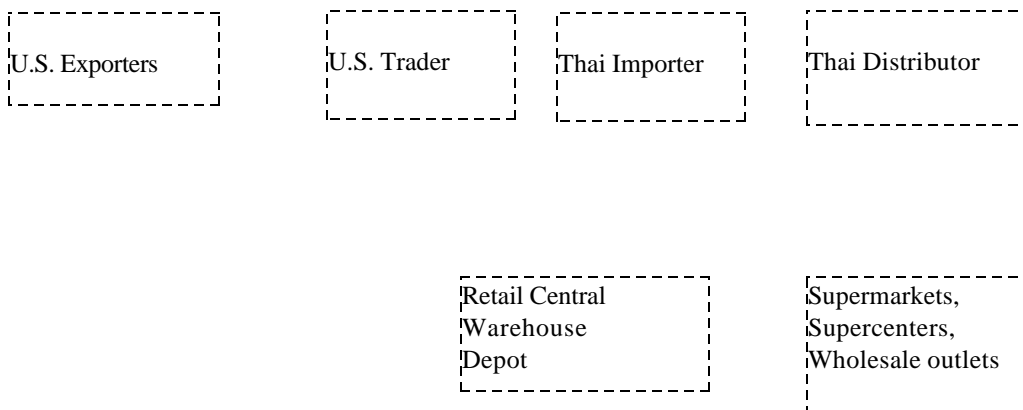 U.S. Exporters
U.S. Trader
Thai Importer
Thai Distributor
Retail Central
Warehouse
Depot
Supermarkets,
Supercenters,
Wholesale outlets